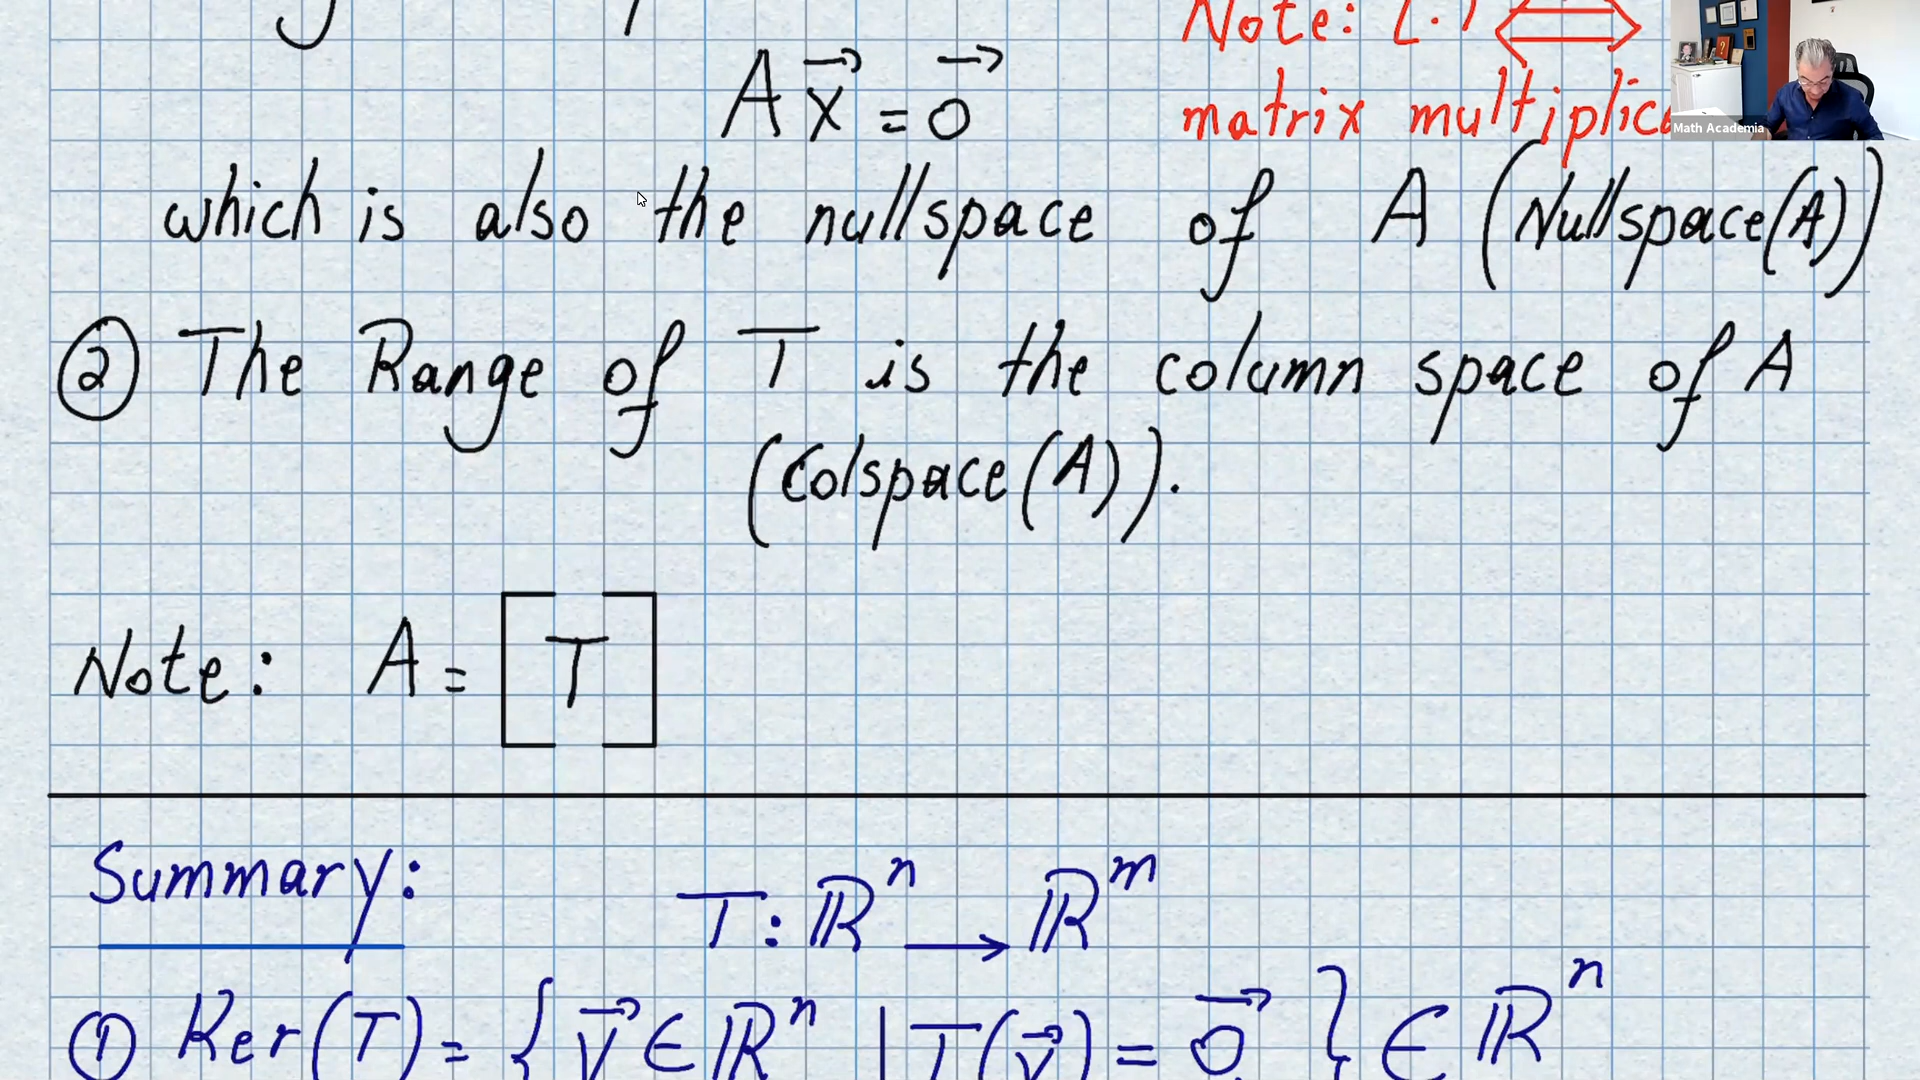 Note: [.]
A x⃗ = 0⃗
matrix multiplic
Math Academia
which is also the nullspace of A (Nullspace(A))
② The Range of T is the column space of A
(Colspace(A)).
Note: A = [T]
Summary: T: ℝⁿ → ℝᵐ
① Ker(T) = { v⃗ ∈ ℝⁿ | T(v⃗) = 0⃗ } ∈ ℝⁿ